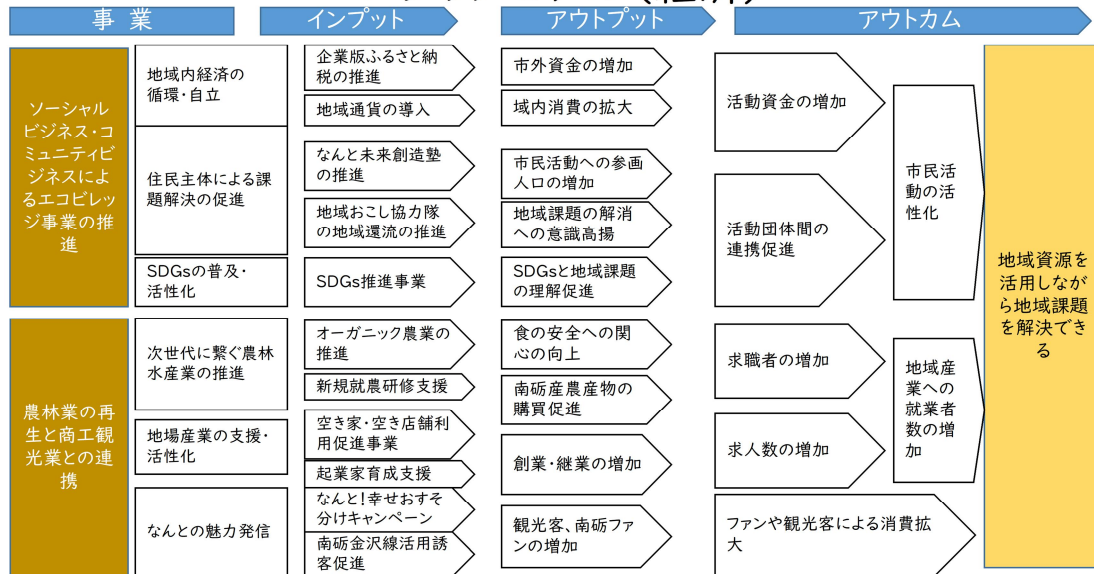 事 業
インプット
アウトプット
アウトカム
ソーシャル
ビジネス・コ
ミュニティビ
ジネスによ
るエコビレッ
ジ事業の推
進
地域内経済の
循環・自立
企業版ふるさと納
税の推進
市外資金の増加
地域通貨の導入
域内消費の拡大
活動資金の増加
住民主体による課
題解決の促進
なんと未来創造塾
の推進
市民活動への参画
人口の増加
地域おこし協力隊
の地域還流の推進
地域課題の解消
への意識高揚
活動団体間の
連携促進
市民活
動の活
性化
SDGsの普及・
活性化
SDGs推進事業
SDGsと地域課題
の理解促進
農林業の再
生と商工観
光業との連
携
次世代に繋ぐ農林
水産業の推進
オーガニック農業の
推進
食の安全への関
心の向上
新規就農研修支援
南砺産農産物の
購買促進
求職者の増加
地場産業の支援・
活性化
空き家・空き店舗利
用促進事業
起業家育成支援
創業・継業の増加
求人数の増加
地域産
業への
就業者
数の増
加
なんとの魅力発信
なんと!幸せおすそ
分けキャンペーン
南砺金沢線活用誘
客促進
観光客、南砺ファ
ンの増加
ファンや観光客による消費拡
大
地域資源を
活用しなが
ら地域課題
を解決でき
る